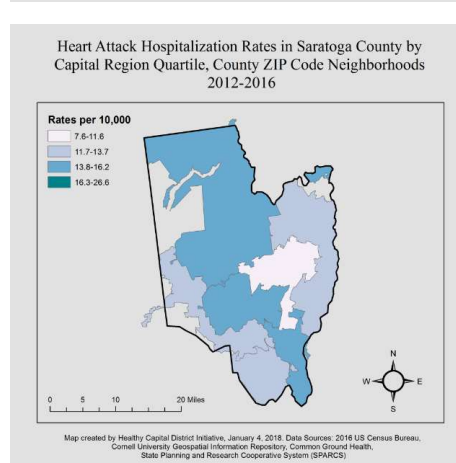 Heart Attack Hospitalization Rates in Saratoga County by
Capital Region Quartile, County ZIP Code Neighborhoods
2012-2016
Rates per 10,000
7.6-11.6
11.7-13.7
13.8-16.2
16.3-26.6
N
W E
S
0 5 10 20 Miles
Map created by Healthy Capital District Initiative, January 4, 2018. Data Sources: 2016 US Census Bureau,
Cornell University Geospatial Information Repository, Common Ground Health,
State Planning and Research Cooperative System (SPARCS)